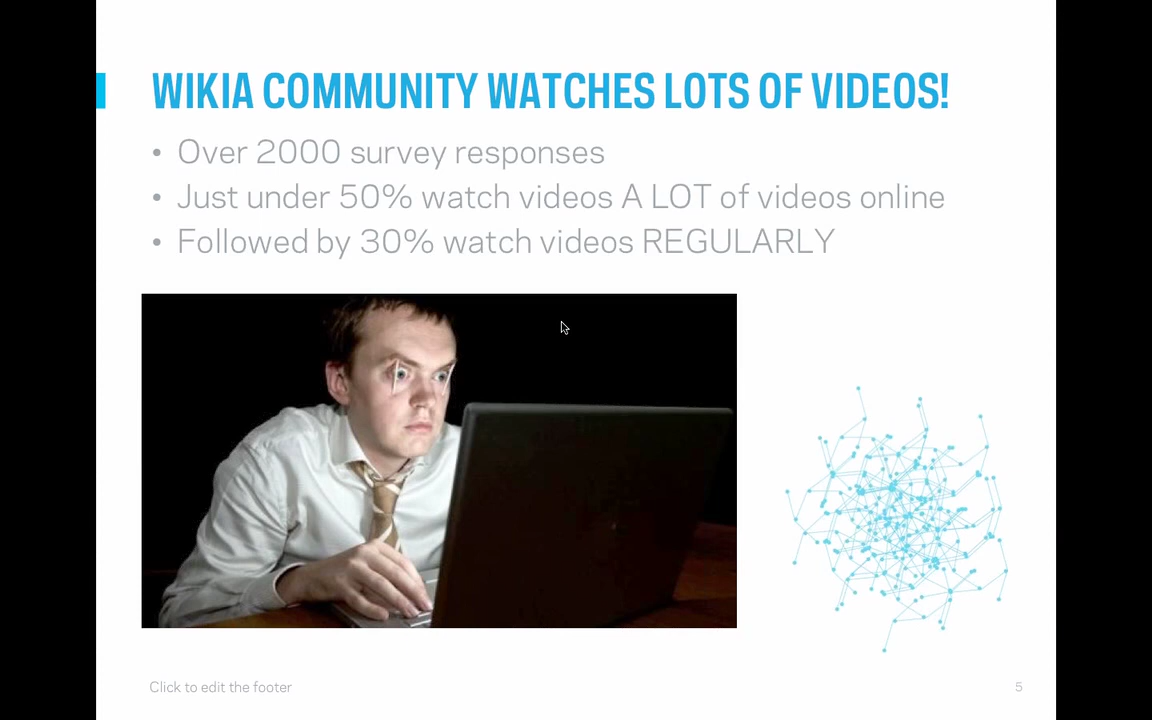 WIKIA COMMUNITY WATCHES LOTS OF VIDEOS!
• Over 2000 survey responses
• Just under 50% watch videos A LOT of videos online
• Followed by 30% watch videos REGULARLY
Click to edit the footer
5